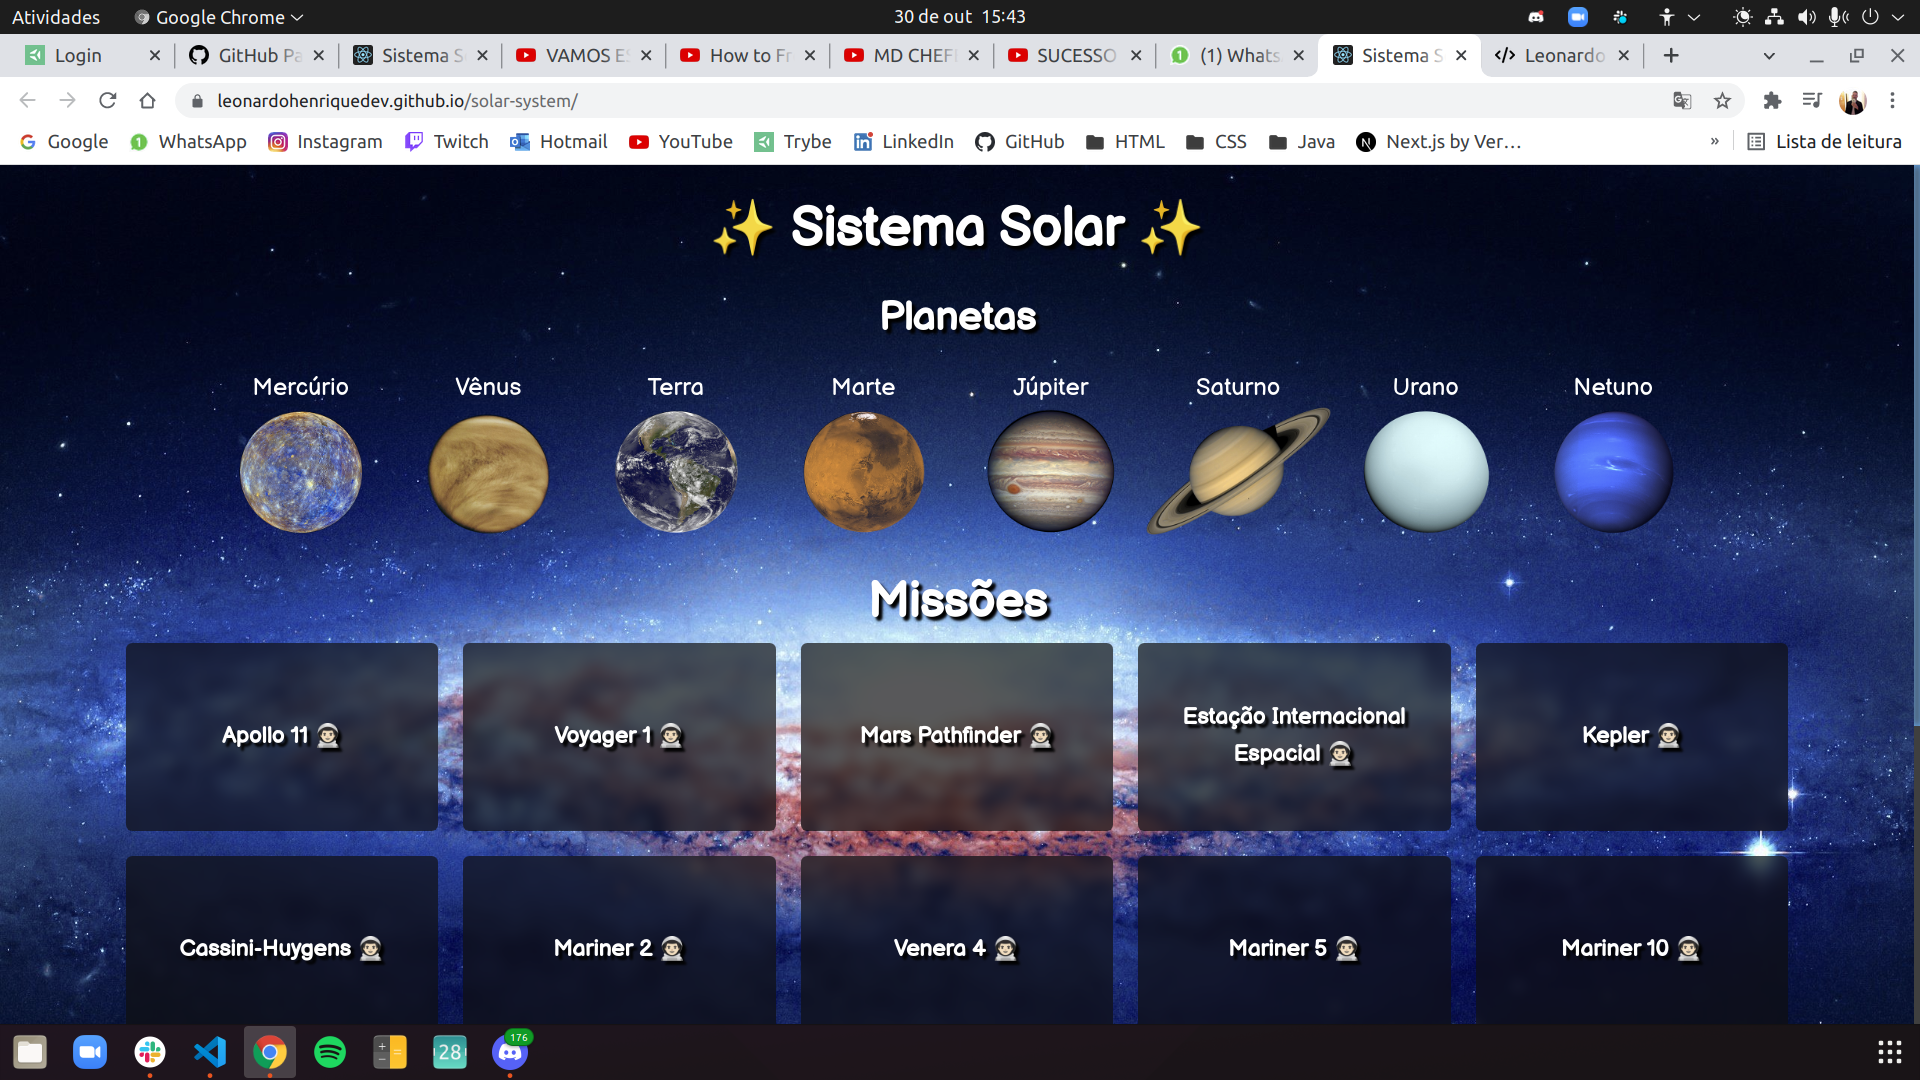 Atividades Google Chrome 30 de out 15:43
Login GitHub Pa Sistema S VAMOS ES How to Fr MD CHEFE SUCESSO (1) Whats Sistema S Leonardo
leonardohenriquedev.github.io/solar-system/
Google WhatsApp Instagram Twitch Hotmail YouTube Trybe LinkedIn GitHub HTML CSS Java Next.js by Ver… » Lista de leitura
✨ Sistema Solar ✨
Planetas
Mercúrio Vênus Terra Marte Júpiter Saturno Urano Netuno
Missões
Apollo 11 👨🏻‍🚀 Voyager 1 👨🏻‍🚀 Mars Pathfinder 👨🏻‍🚀 Estação Internacional Kepler 👨🏻‍🚀
Espacial 👨🏻‍🚀
Cassini-Huygens 👨🏻‍🚀 Mariner 2 👨🏻‍🚀 Venera 4 👨🏻‍🚀 Mariner 5 👨🏻‍🚀 Mariner 10 👨🏻‍🚀
28 176